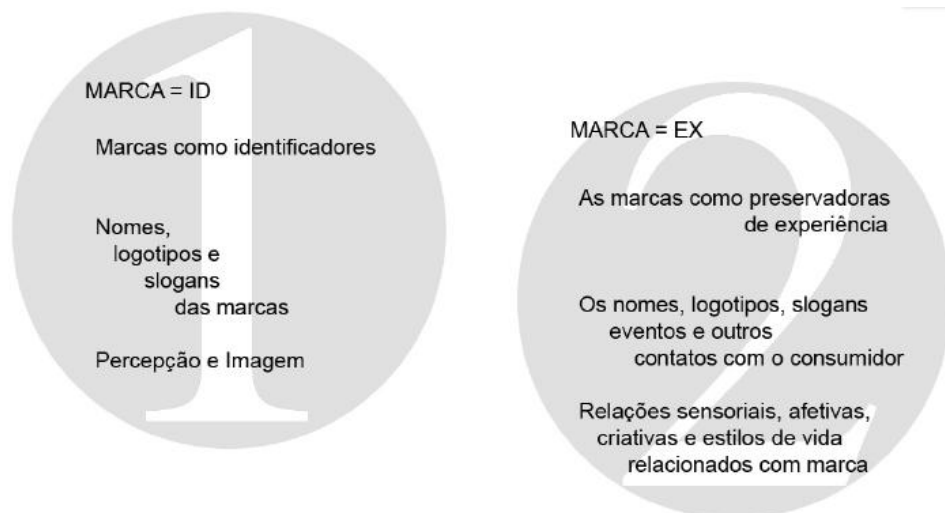 1
MARCA = ID
Marcas como identificadores
Nomes,
logotipos e
slogans
das marcas
Percepção e Imagem
2
MARCA = EX
As marcas como preservadoras
de experiência
Os nomes, logotipos, slogans
eventos e outros
contatos com o consumidor
Relações sensoriais, afetivas,
criativas e estilos de vida
relacionados com marca